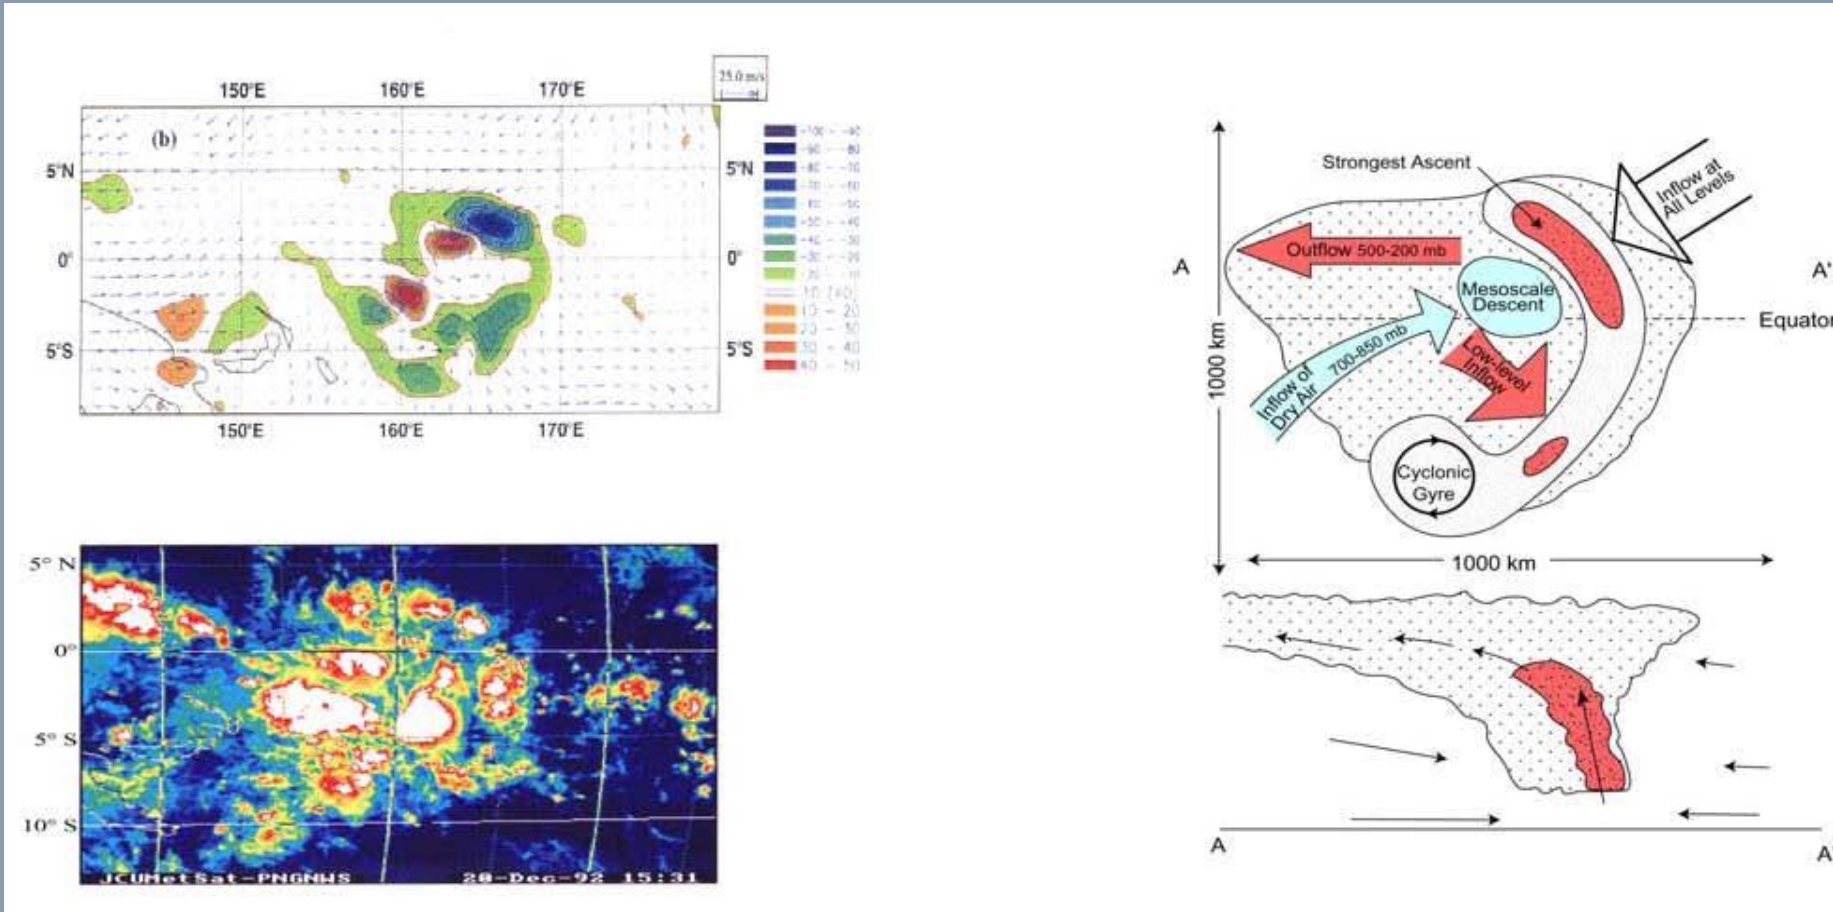 25.0 m/s
150°E 160°E 170°E
(b)
5°N 5°N
0° 0°
5°S 5°S
150°E 160°E 170°E
5° N
0°
5° S
10° S
JCUMetSat-PNGNWS 20-Dec-92 15:31
Strongest Ascent
Inflow at
All Levels
A
A'
Outflow 500-200 mb
Mesoscale
Descent
Equator
1000 km
Inflow of
Dry Air
700-850 mb
Low-level
Inflow
Cyclonic
Gyre
1000 km
A
A